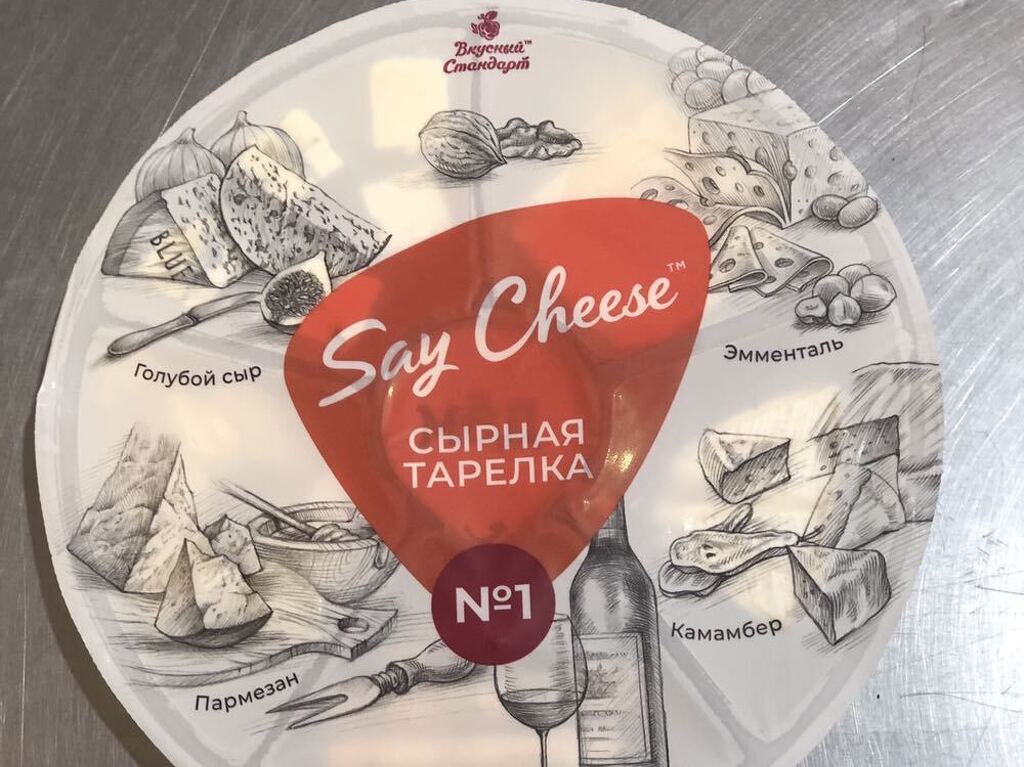 Вкусный™
Стандарт
BLUE
Say Cheese™
СЫРНАЯ
ТАРЕЛКА
№1
Голубой сыр
Эмменталь
Пармезан
Камамбер